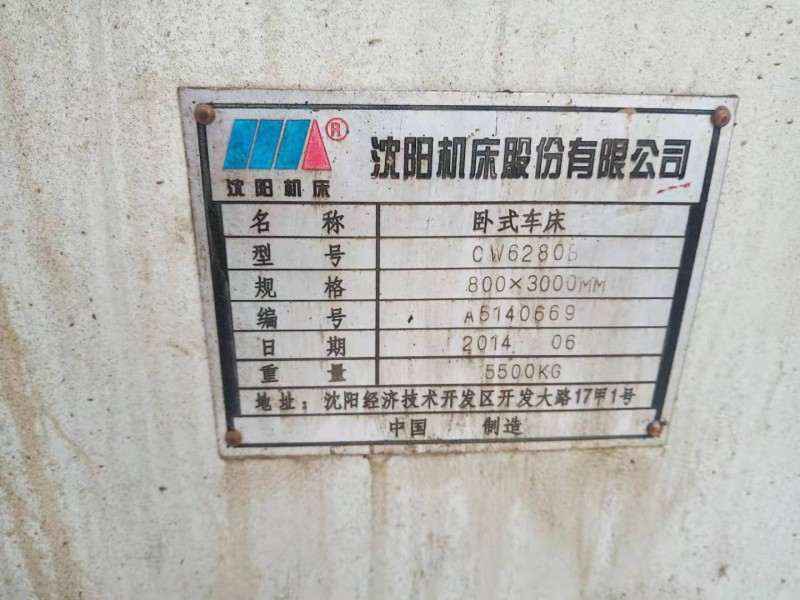 ® 沈阳机床股份有限公司
沈阳机床
名称 卧式车床
型号 CW6280B
规格 800×3000MM
编号 A5140669
日期 2014 06
重量 5500KG
地址：沈阳经济技术开发区开发大路17甲1号
中国 制造